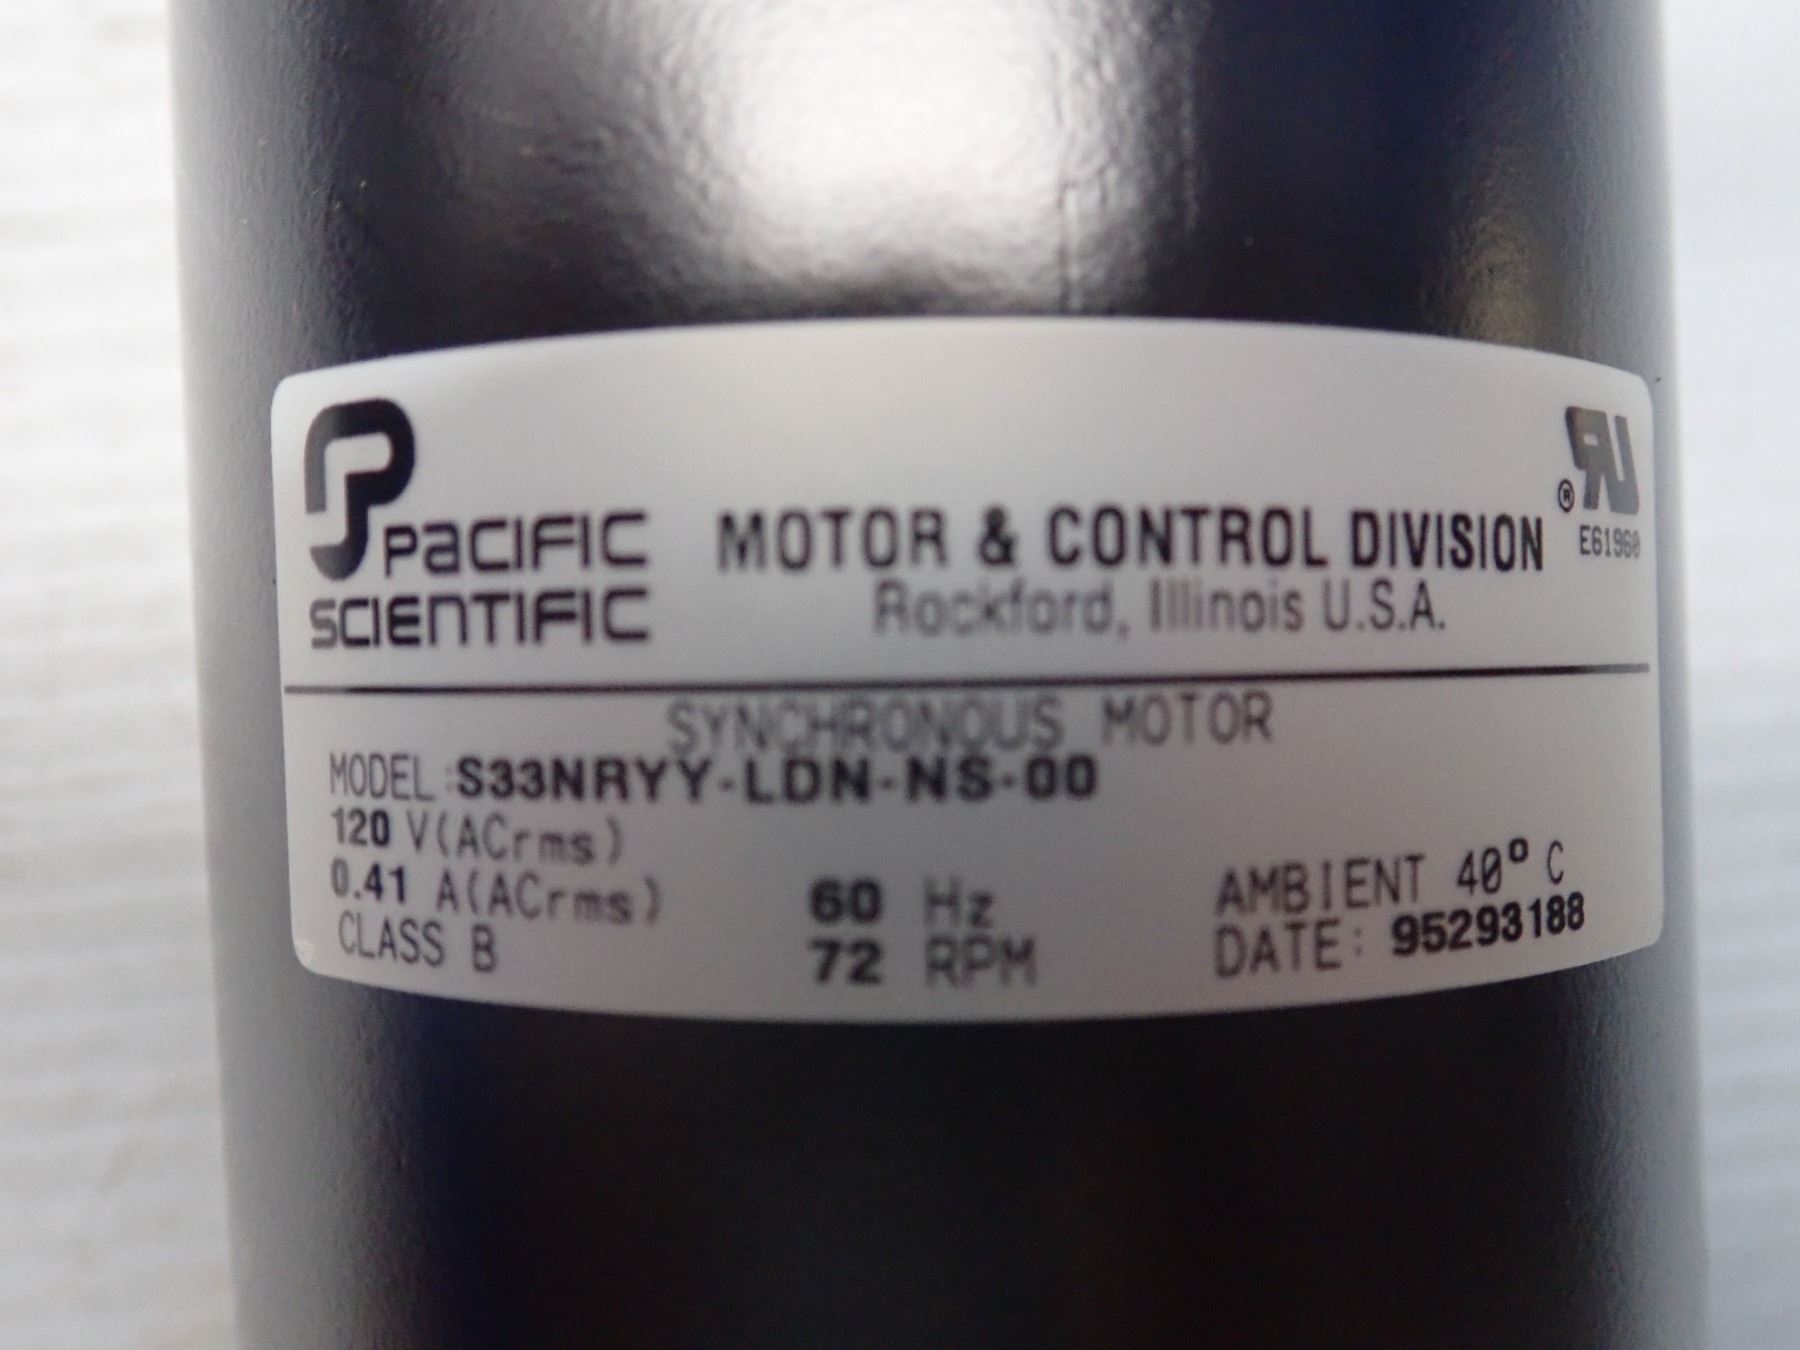 PACIFIC
SCIENTIFIC
MOTOR & CONTROL DIVISION
Rockford, Illinois U.S.A.
®
E61960
SYNCHRONOUS MOTOR
MODEL:S33NRYY-LDN-NS-00
120 V(ACrms)
0.41 A(ACrms)
CLASS B
60 Hz
72 RPM
AMBIENT 40° C
DATE: 95293188